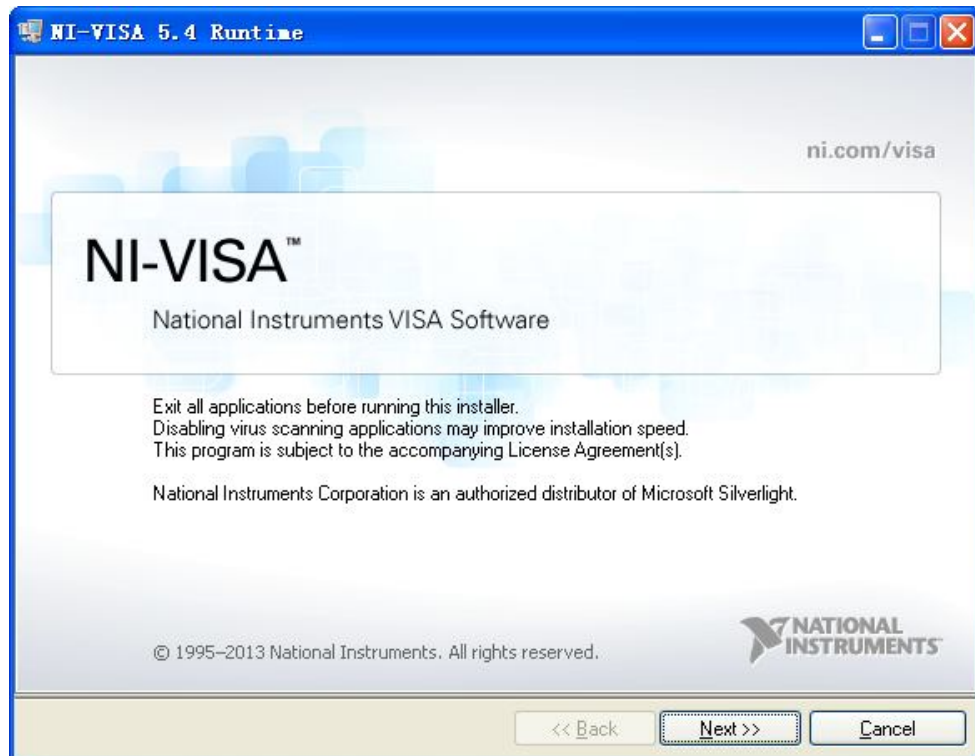 NI-VISA 5.4 Runtime
ni.com/visa
NI-VISA™
National Instruments VISA Software
Exit all applications before running this installer.
Disabling virus scanning applications may improve installation speed.
This program is subject to the accompanying License Agreement(s).
National Instruments Corporation is an authorized distributor of Microsoft Silverlight.
© 1995–2013 National Instruments. All rights reserved.
NATIONAL
INSTRUMENTS
<< Back Next >> Cancel